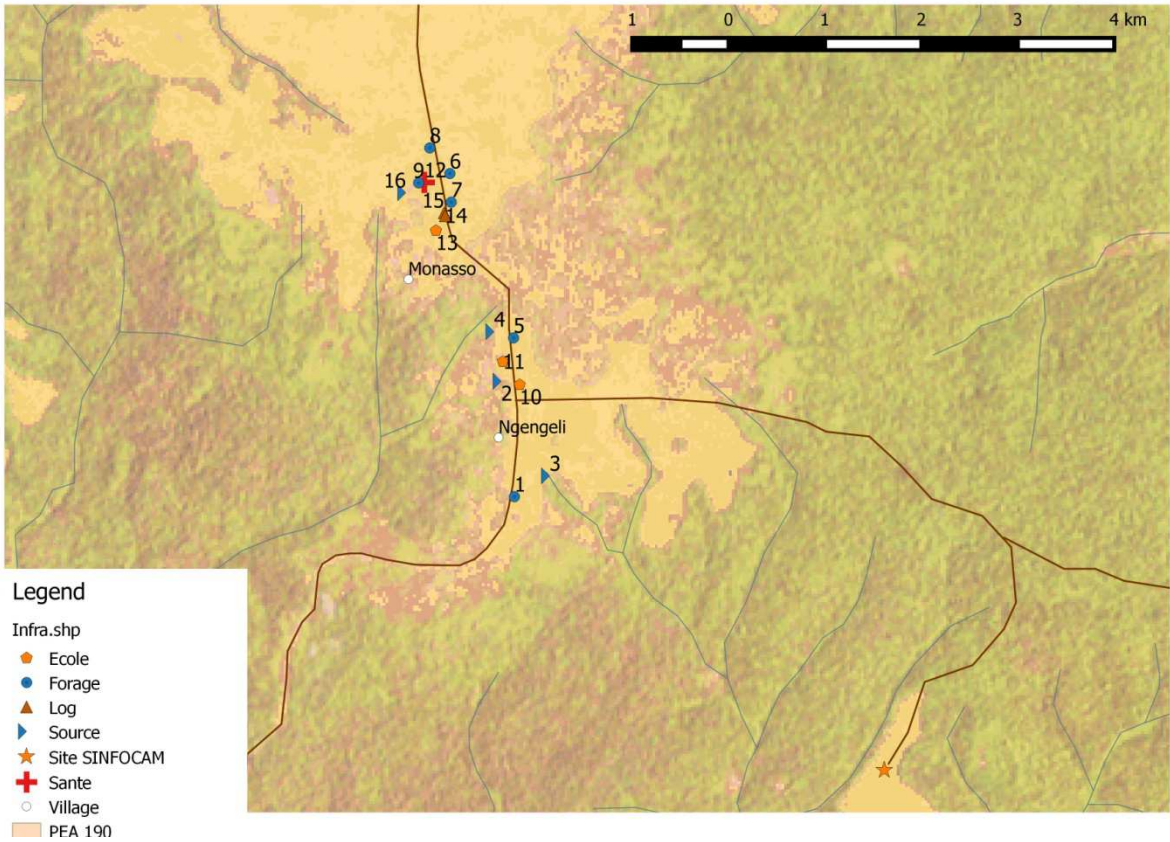 1 0 1 2 3 4 km
8
6
16 9 12
7
15
14
13
Monasso
4 5
11
2 10
Ngengeli
3
1
Legend
Infra.shp
Ecole
Forage
Log
Source
Site SINFOCAM
Sante
Village
PEA 190